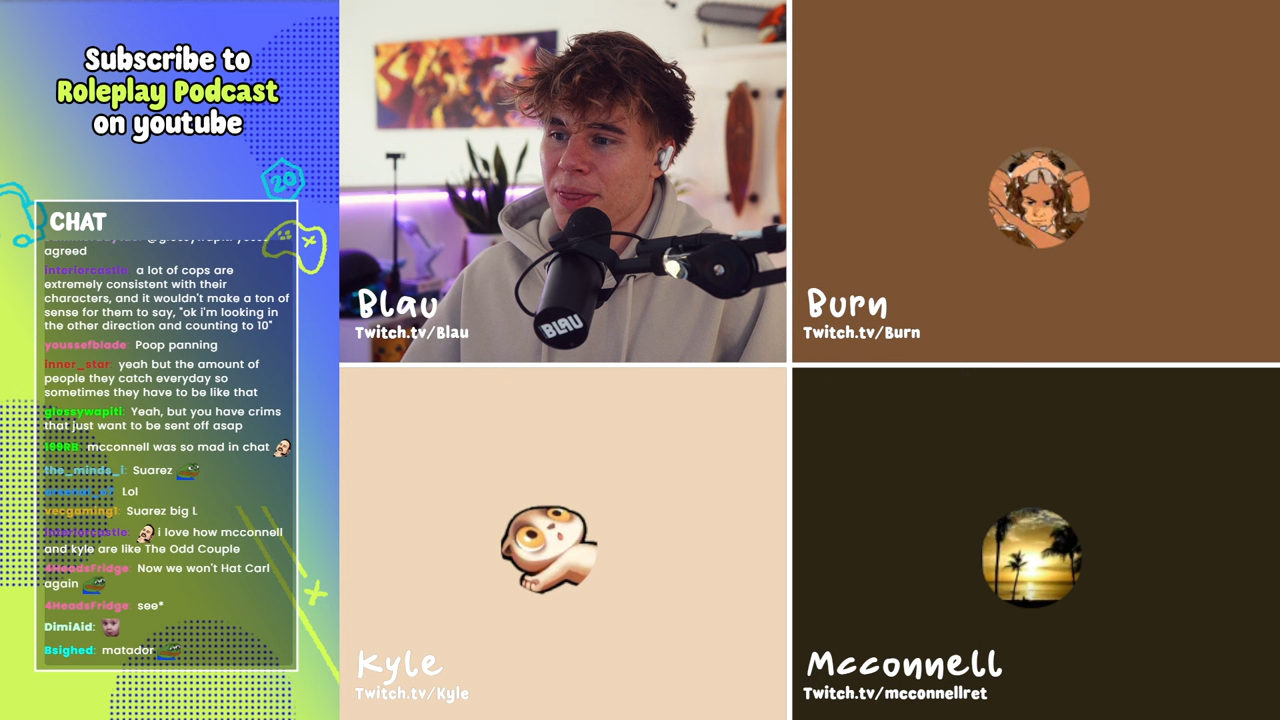 Subscribe to
Roleplay Podcast
on youtube
20
CHAT
agreed
interiorcastle: a lot of cops are
extremely consistent with their
characters, and it wouldn't make a ton of
sense for them to say, "ok i'm looking in
the other direction and counting to 10"
youssefblade: Poop panning
inner_star: yeah but the amount of
people they catch everyday so
sometimes they have to be like that
glossywapiti: Yeah, but you have crims
that just want to be sent off asap
199RB: mcconnell was so mad in chat
the_minds_i: Suarez
Lol
vecgaming1: Suarez big L
interiorcastle: i love how mcconnell
and kyle are like The Odd Couple
4HeadsFridge: Now we won't Hat Carl
again
4HeadsFridge: see*
DimiAid:
Bsighed: matador
BLAU
Blau
Twitch.tv/Blau
Burn
Twitch.tv/Burn
Kyle
Twitch.tv/Kyle
Mcconnell
Twitch.tv/mcconnellret